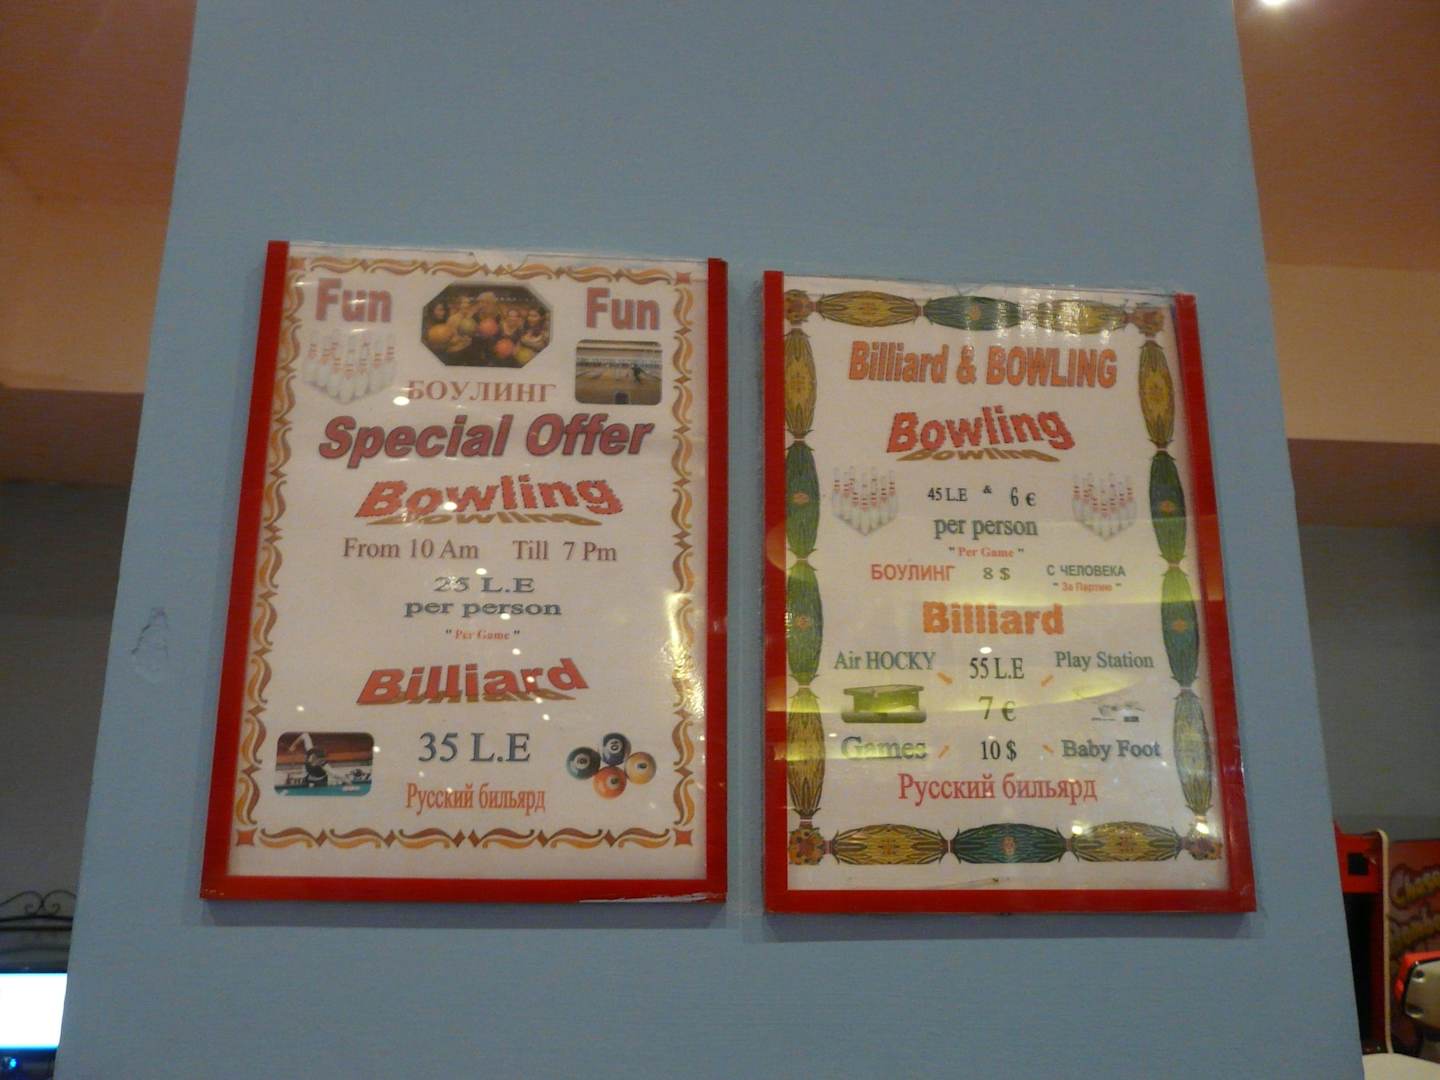 Fun Fun
БОУЛИНГ
Special Offer
Bowling
From 10 Am Till 7 Pm
25 L.E
per person
" Per Game "
Billiard
35 L.E
Русский бильярд
Billiard & BOWLING
Bowling
45 L.E & 6 €
per person
" Per Game "
БОУЛИНГ 8 $ С ЧЕЛОВЕКА
" За Партию "
Billiard
Air HOCKY 55 L.E Play Station
7 €
Games 10 $ Baby Foot
Русский бильярд